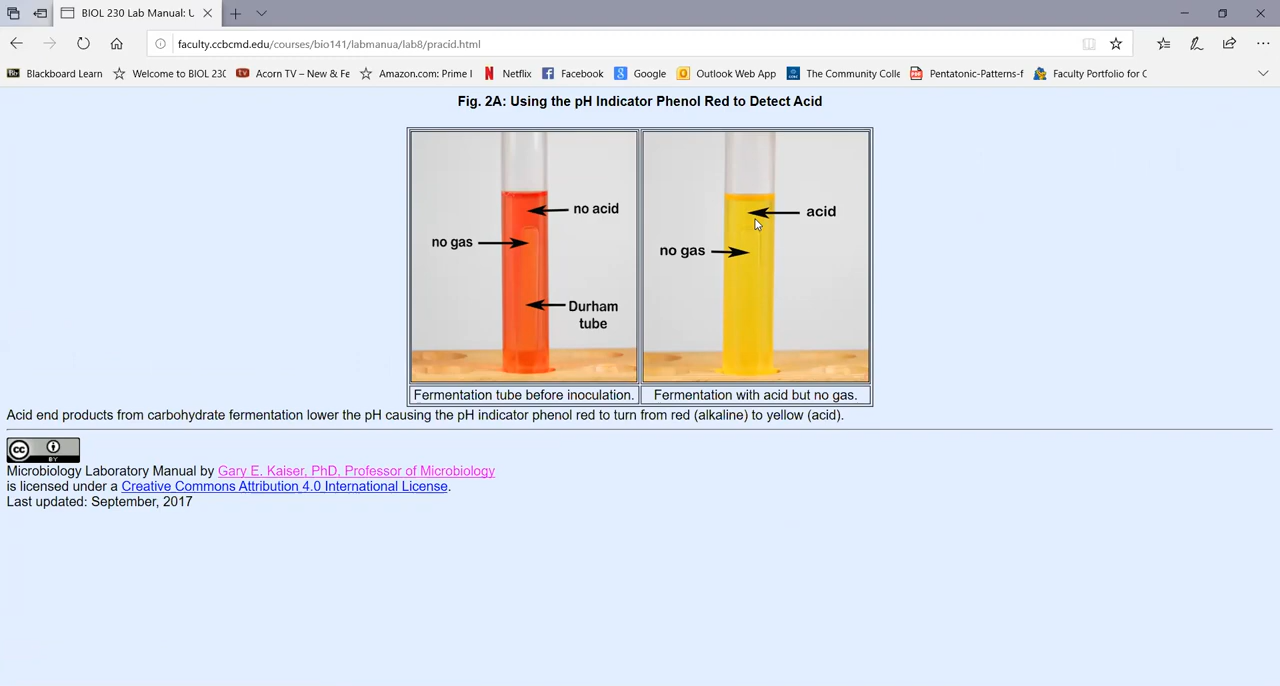 BIOL 230 Lab Manual: U
faculty.ccbcmd.edu/courses/bio141/labmanua/lab8/pracid.html
Bb Blackboard Learn Welcome to BIOL 230 Acorn TV – New & Fe Amazon.com: Prime I Netflix Facebook Google Outlook Web App The Community Colle Pentatonic-Patterns-f Faculty Portfolio for C
Fig. 2A: Using the pH Indicator Phenol Red to Detect Acid
no acid
no gas
Durham
tube
acid
no gas
Fermentation tube before inoculation.
Fermentation with acid but no gas.
Acid end products from carbohydrate fermentation lower the pH causing the pH indicator phenol red to turn from red (alkaline) to yellow (acid).
cc
BY
Microbiology Laboratory Manual by Gary E. Kaiser, PhD, Professor of Microbiology
is licensed under a Creative Commons Attribution 4.0 International License.
Last updated: September, 2017